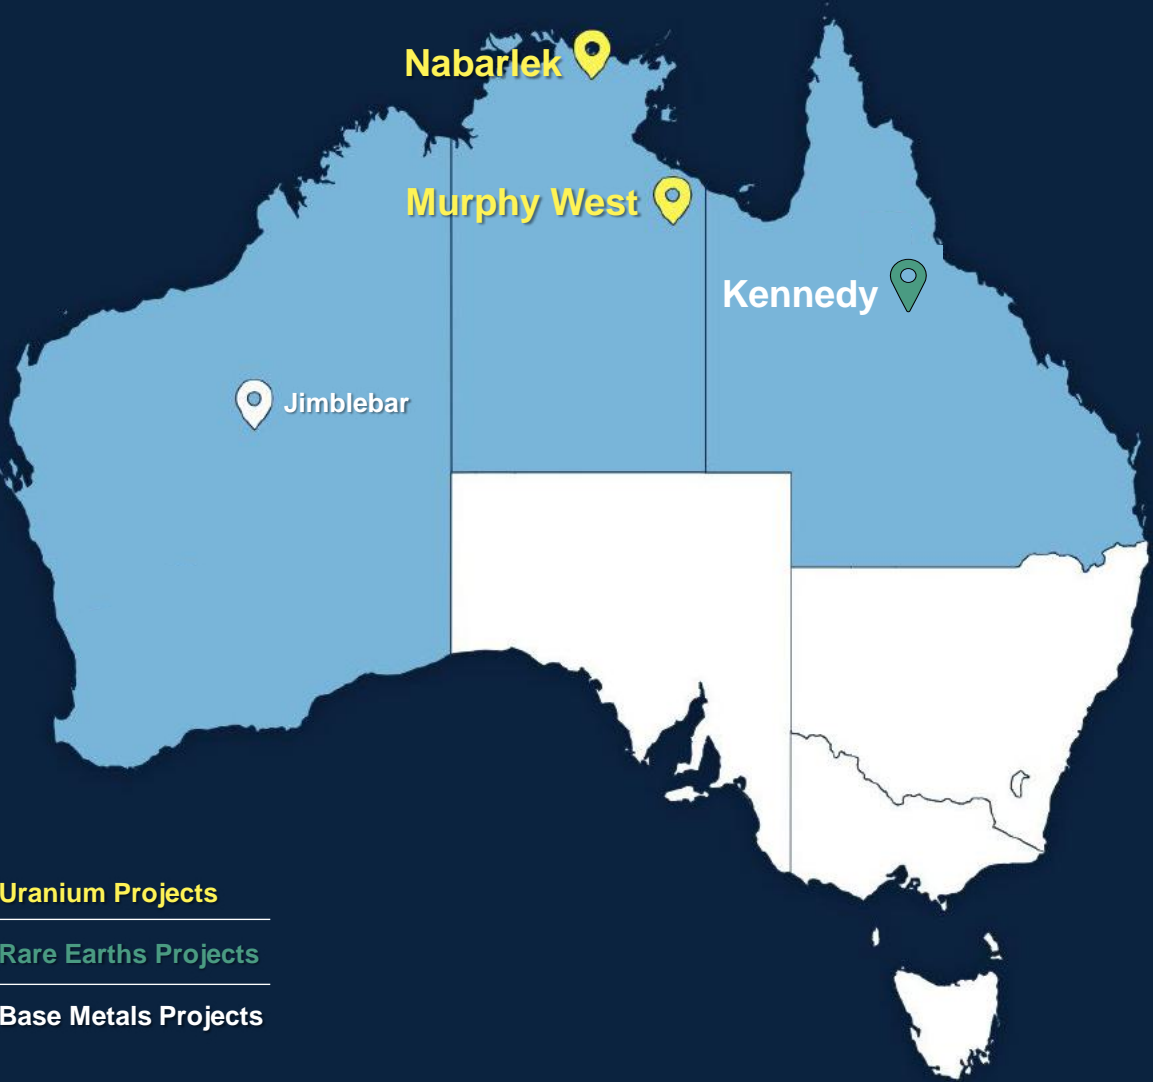 Nabarlek
Murphy West
Kennedy
Jimblebar
Uranium Projects
Rare Earths Projects
Base Metals Projects